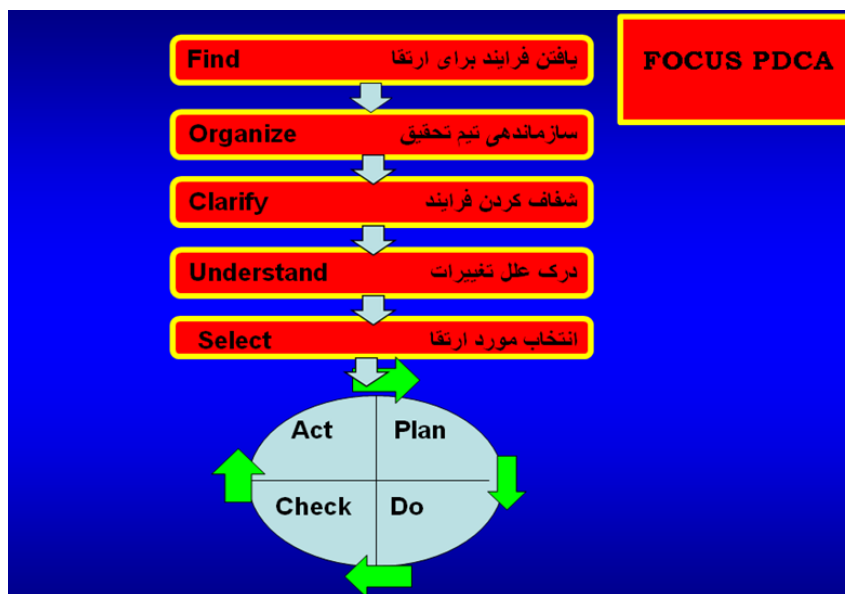 FOCUS PDCA
Find یافتن فرایند برای ارتقا
Organize سازماندهی تیم تحقیق
Clarify شفاف کردن فرایند
Understand درک علل تغییرات
Select انتخاب مورد ارتقا
Act Plan
Check Do